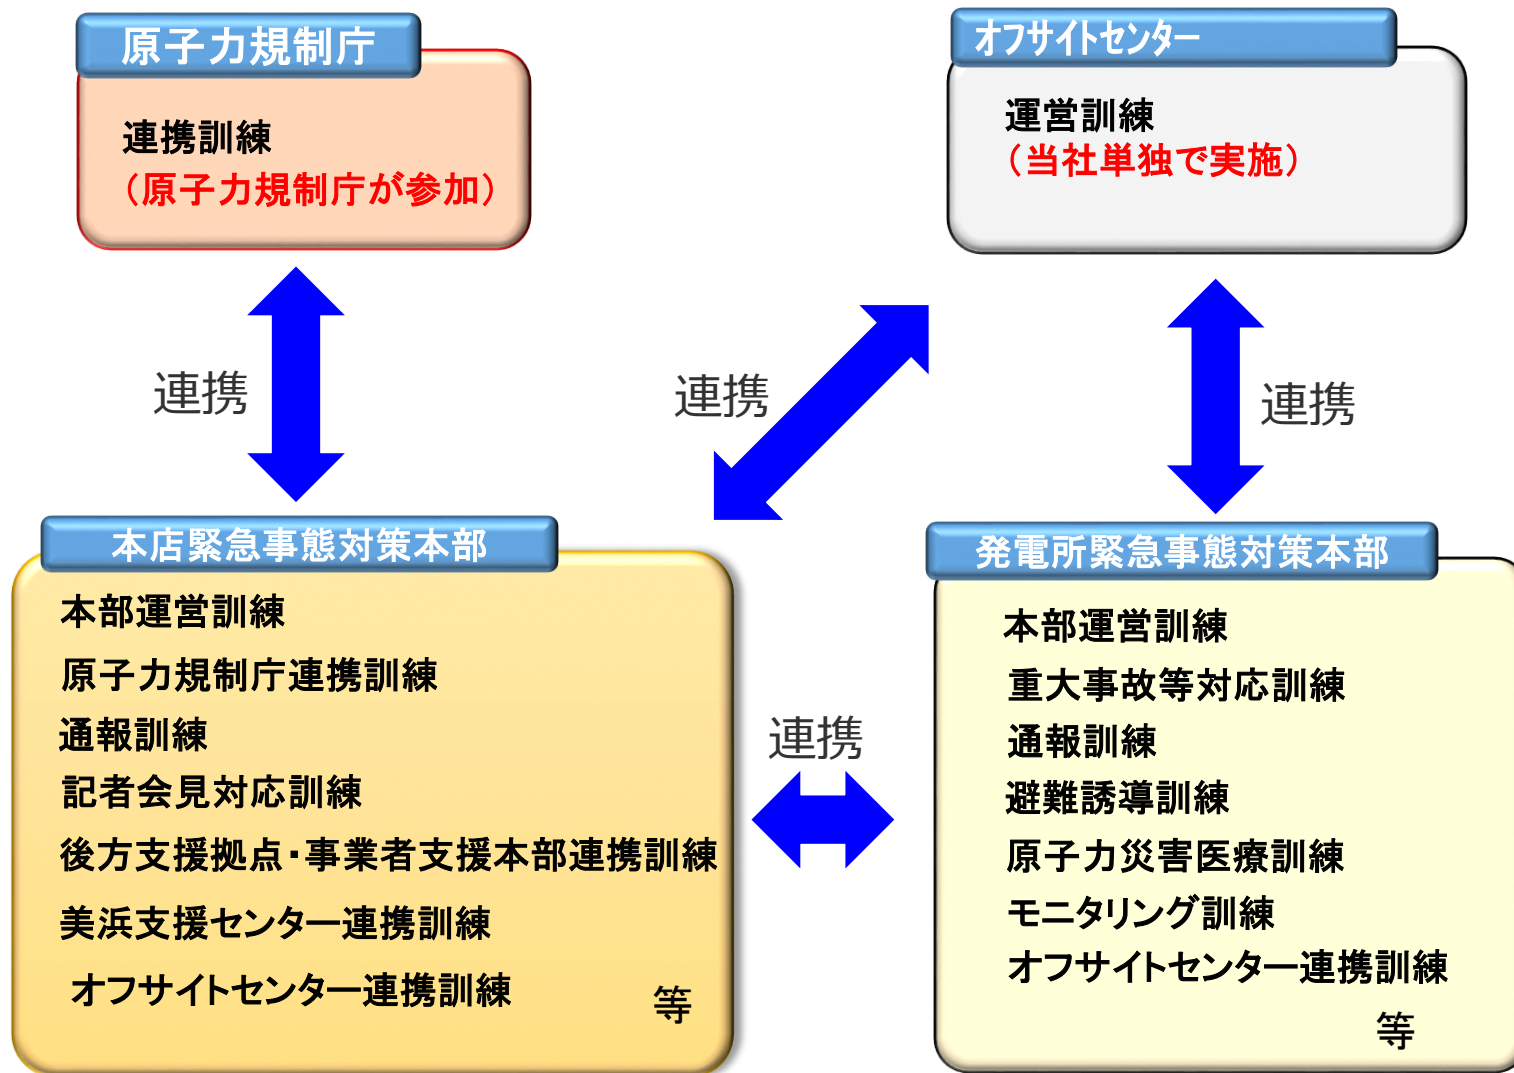 原子力規制庁
連携訓練
（原子力規制庁が参加）
オフサイトセンター
運営訓練
（当社単独で実施）
連携
連携
連携
本店緊急事態対策本部
本部運営訓練
原子力規制庁連携訓練
通報訓練
記者会見対応訓練
後方支援拠点・事業者支援本部連携訓練
美浜支援センター連携訓練
オフサイトセンター連携訓練
等
連携
発電所緊急事態対策本部
本部運営訓練
重大事故等対応訓練
通報訓練
避難誘導訓練
原子力災害医療訓練
モニタリング訓練
オフサイトセンター連携訓練
等